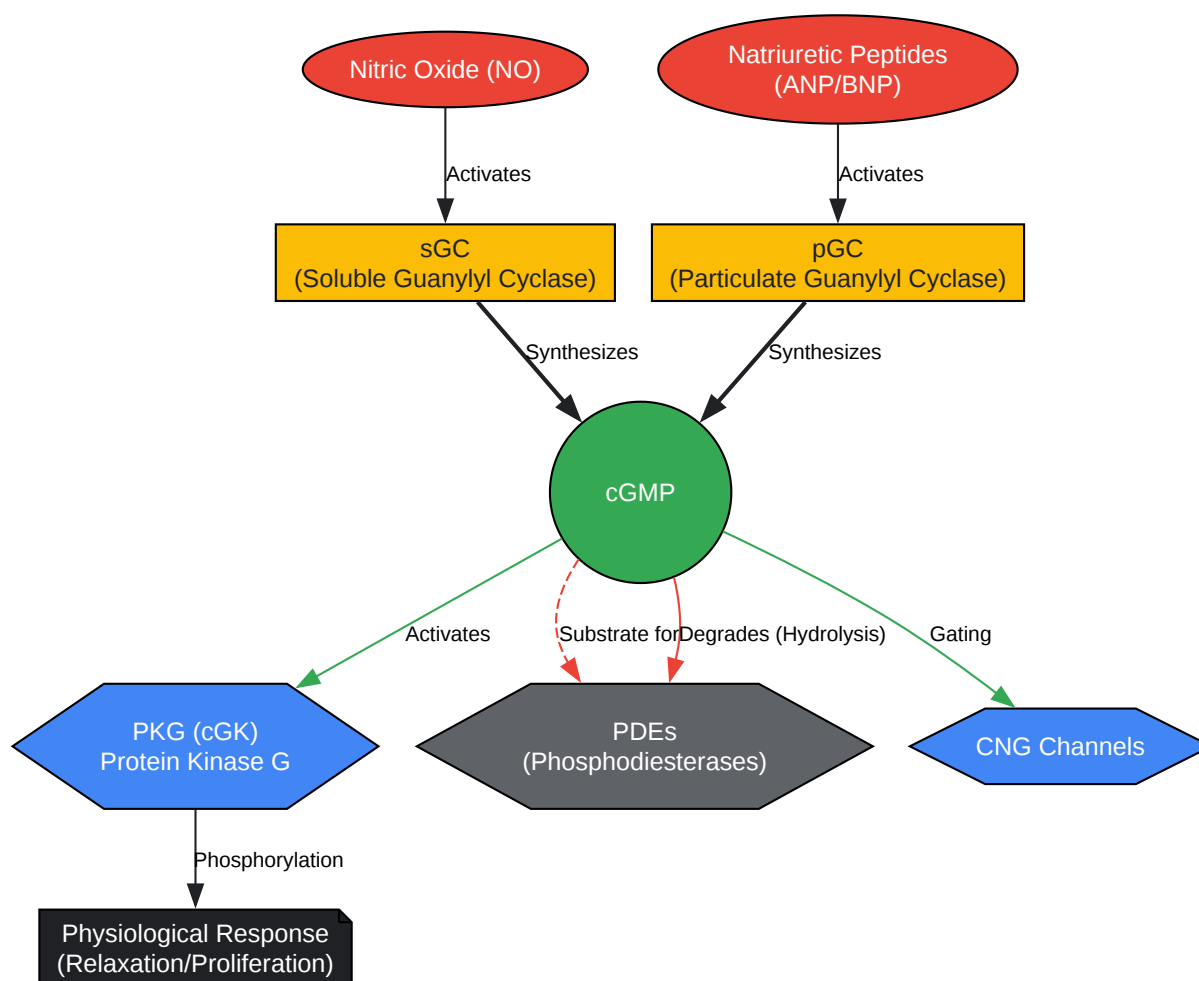 Nitric Oxide (NO)
Natriuretic Peptides
(ANP/BNP)
Activates
Activates
sGC
(Soluble Guanylyl Cyclase)
pGC
(Particulate Guanylyl Cyclase)
Synthesizes
Synthesizes
cGMP
Activates
Substrate for
Degrades (Hydrolysis)
Gating
PKG (cGK)
Protein Kinase G
PDEs
(Phosphodiesterases)
CNG Channels
Phosphorylation
Physiological Response
(Relaxation/Proliferation)